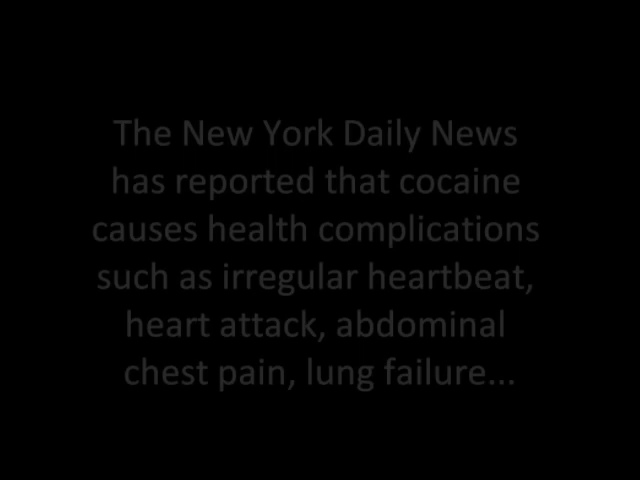 The New York Daily News
has reported that cocaine
causes health complications
such as irregular heartbeat,
heart attack, abdominal
chest pain, lung failure...